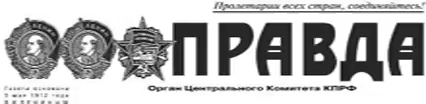 Пролетарии всех стран, соединяйтесь!
ПРАВДА
Газета основана
5 мая 1912 года
Орган Центрального Комитета КПРФ